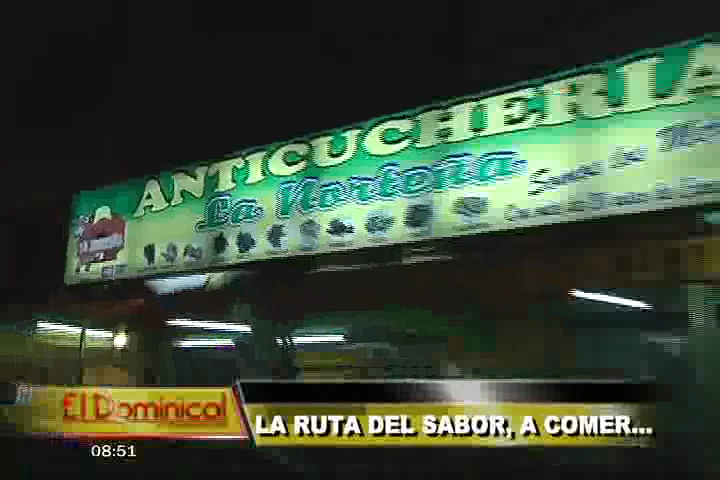 ANTICUCHERIA
La Norteña
El Dominical
LA RUTA DEL SABOR, A COMER...
08:51